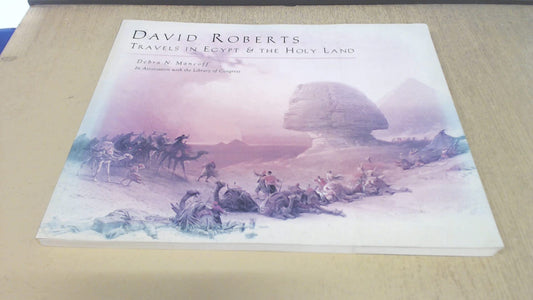 DAVID ROBERTS
TRAVELS IN EGYPT & THE HOLY LAND
Debra N. Mancoff
In Association with the Library of Congress